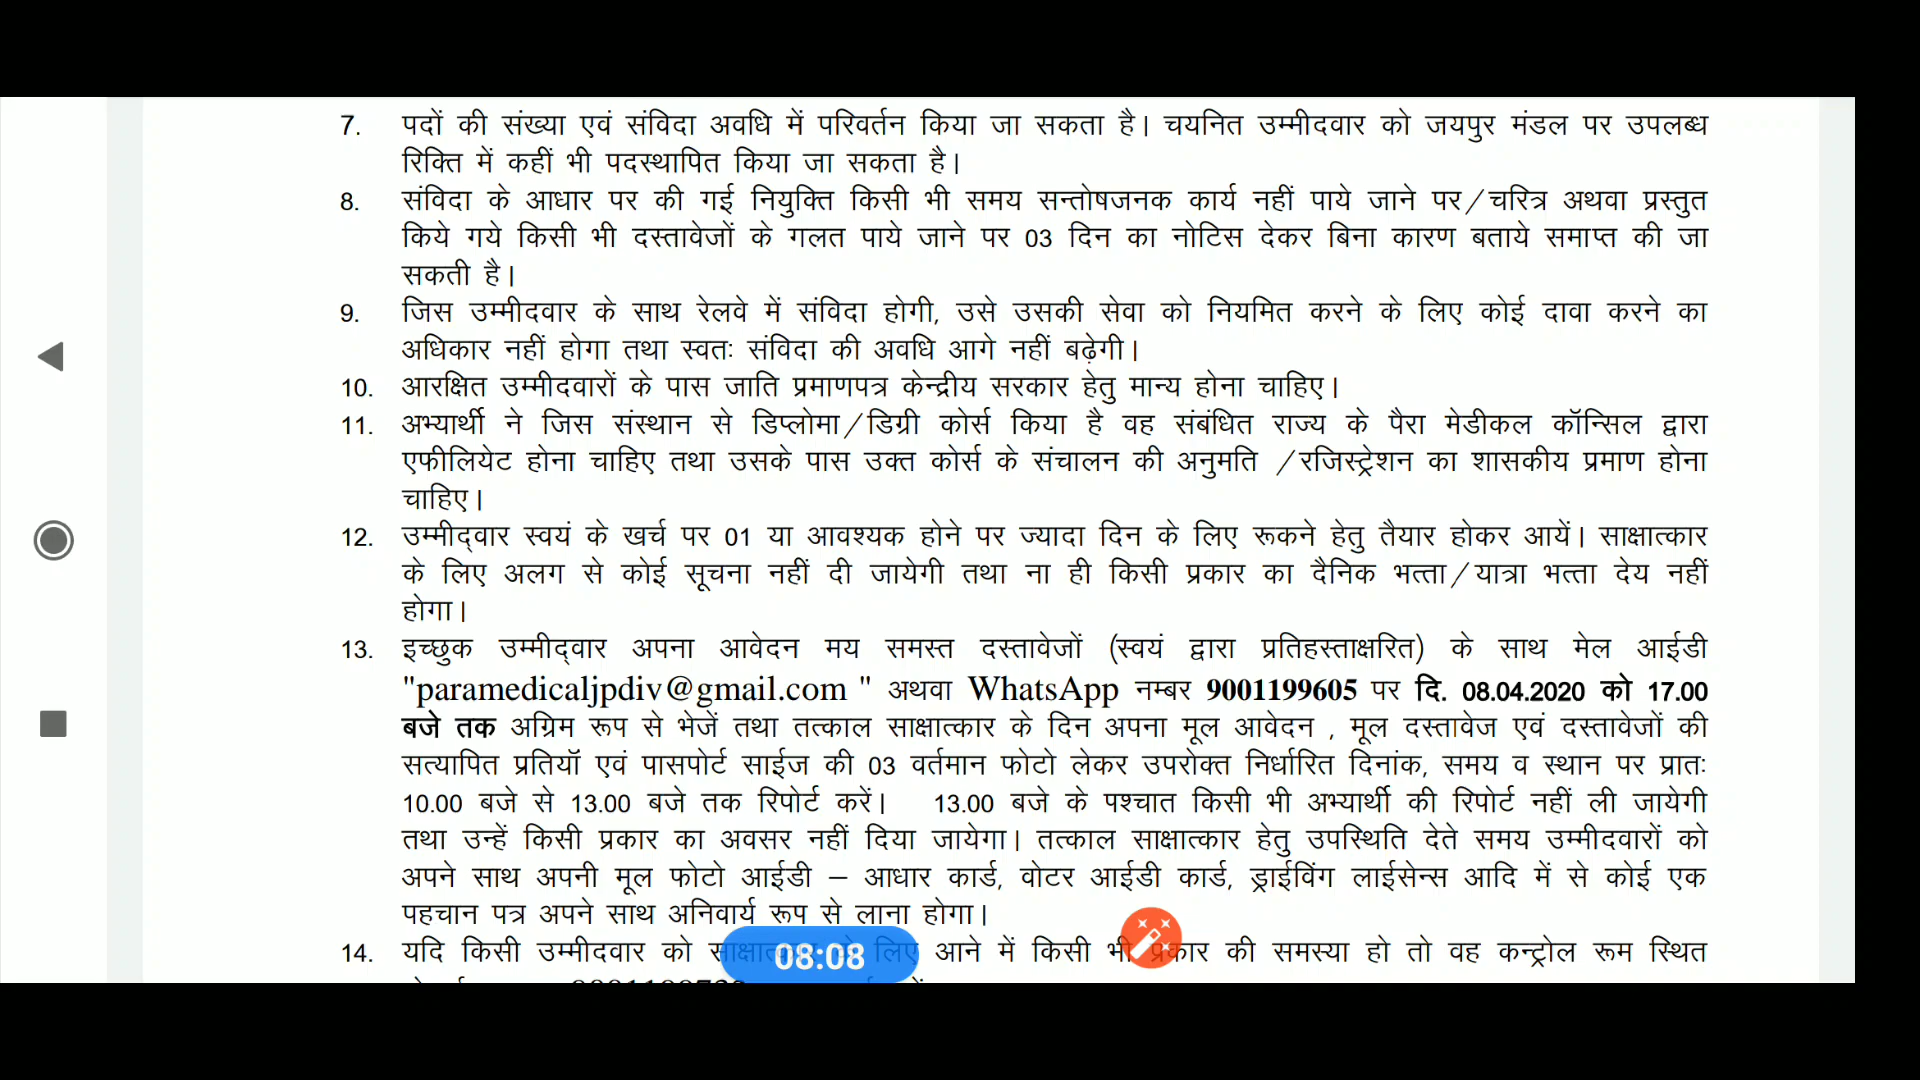 7. पदों की संख्या एवं संविदा अवधि में परिवर्तन किया जा सकता है। चयनित उम्मीदवार को जयपुर मंडल पर उपलब्ध
रिक्ति में कहीं भी पदस्थापित किया जा सकता है।
8. संविदा के आधार पर की गई नियुक्ति किसी भी समय सन्तोषजनक कार्य नहीं पाये जाने पर/चरित्र अथवा प्रस्तुत
किये गये किसी भी दस्तावेजों के गलत पाये जाने पर 03 दिन का नोटिस देकर बिना कारण बताये समाप्त की जा
सकती है।
9. जिस उम्मीदवार के साथ रेलवे में संविदा होगी, उसे उसकी सेवा को नियमित करने के लिए कोई दावा करने का
अधिकार नहीं होगा तथा स्वतः संविदा की अवधि आगे नहीं बढ़ेगी।
10. आरक्षित उम्मीदवारों के पास जाति प्रमाणपत्र केन्द्रीय सरकार हेतु मान्य होना चाहिए।
11. अभ्यार्थी ने जिस संस्थान से डिप्लोमा/डिग्री कोर्स किया है वह संबंधित राज्य के पैरा मेडीकल कॉन्सिल द्वारा
एफीलियेट होना चाहिए तथा उसके पास उक्त कोर्स के संचालन की अनुमति /रजिस्ट्रेशन का शासकीय प्रमाण होना
चाहिए।
12. उम्मीद्वार स्वयं के खर्च पर 01 या आवश्यक होने पर ज्यादा दिन के लिए रूकने हेतु तैयार होकर आयें। साक्षात्कार
के लिए अलग से कोई सूचना नहीं दी जायेगी तथा ना ही किसी प्रकार का दैनिक भत्ता/यात्रा भत्ता देय नहीं
होगा।
13. इच्छुक उम्मीद्वार अपना आवेदन मय समस्त दस्तावेजों (स्वयं द्वारा प्रतिहस्ताक्षरित) के साथ मेल आईडी
"paramedicaljpdiv@gmail.com " अथवा WhatsApp नम्बर 9001199605 पर दि. 08.04.2020 को 17.00
बजे तक अग्रिम रूप से भेजें तथा तत्काल साक्षात्कार के दिन अपना मूल आवेदन , मूल दस्तावेज एवं दस्तावेजों की
सत्यापित प्रतियॉ एवं पासपोर्ट साईज की 03 वर्तमान फोटो लेकर उपरोक्त निर्धारित दिनांक, समय व स्थान पर प्रातः
10.00 बजे से 13.00 बजे तक रिपोर्ट करें। 13.00 बजे के पश्चात किसी भी अभ्यार्थी की रिपोर्ट नहीं ली जायेगी
तथा उन्हें किसी प्रकार का अवसर नहीं दिया जायेगा। तत्काल साक्षात्कार हेतु उपस्थिति देते समय उम्मीदवारों को
अपने साथ अपनी मूल फोटो आईडी – आधार कार्ड, वोटर आईडी कार्ड, ड्राईविंग लाईसेन्स आदि में से कोई एक
पहचान पत्र अपने साथ अनिवार्य रूप से लाना होगा।
14. यदि किसी उम्मीदवार को साक्षात्कार के लिए आने में किसी भी प्रकार की समस्या हो तो वह कन्ट्रोल रूम स्थित
08:08